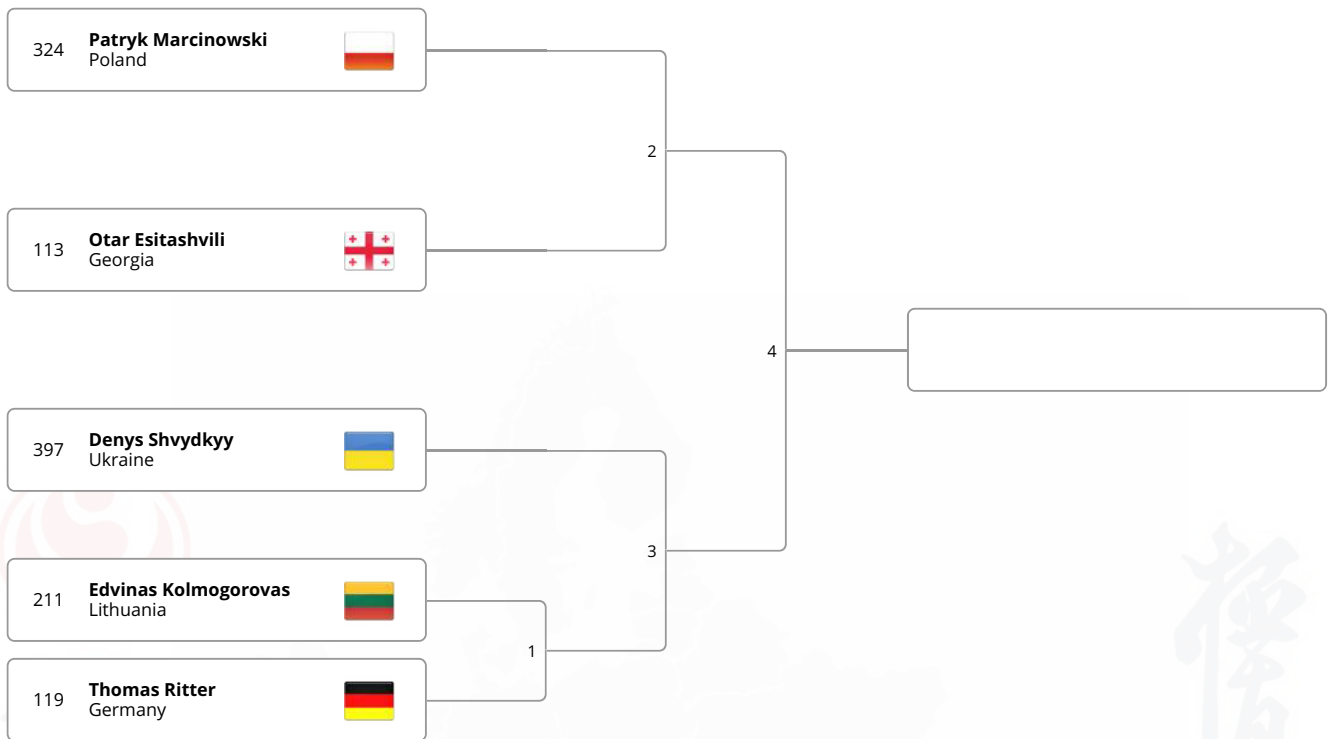 324
Patryk Marcinowski
Poland
2
113
Otar Esitashvili
Georgia
4
397
Denys Shvydkyy
Ukraine
3
211
Edvinas Kolmogorovas
Lithuania
1
119
Thomas Ritter
Germany